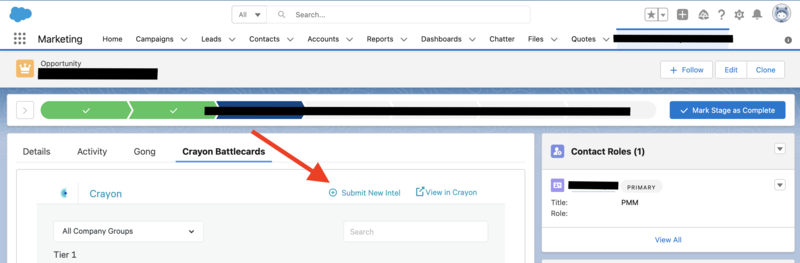 All Search...
Marketing Home Campaigns Leads Contacts Accounts Reports Dashboards Chatter Files Quotes
Opportunity
+ Follow Edit Clone
Mark Stage as Complete
Details Activity Gong Crayon Battlecards
Contact Roles (1)
Crayon Submit New Intel View in Crayon
PRIMARY
Title: PMM
Role:
All Company Groups Search
View All
Tier 1